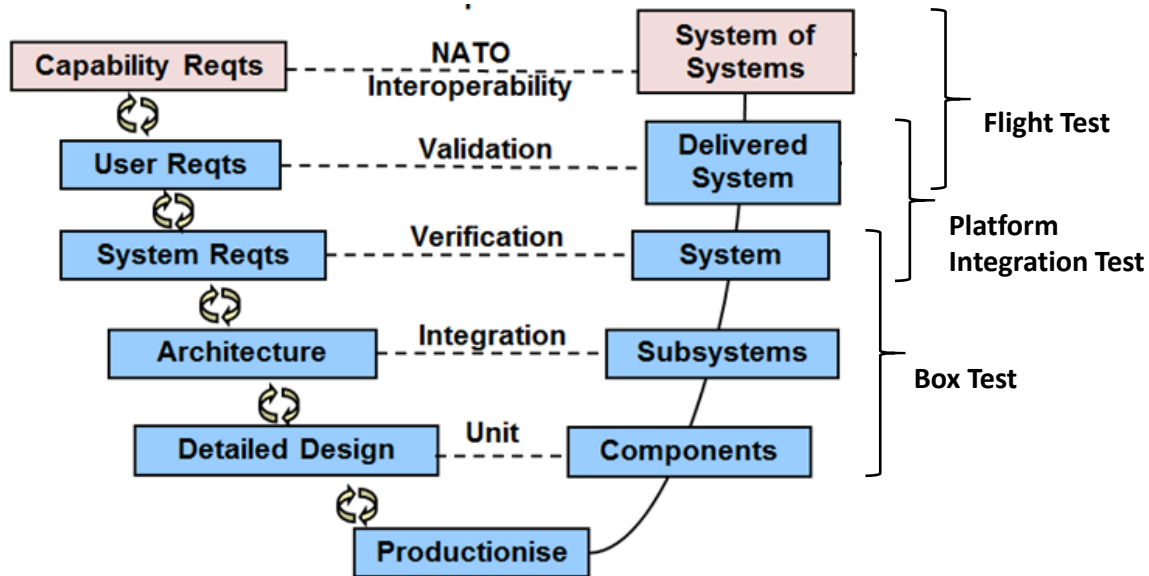 Capability Reqts
NATO
Interoperability
System of
Systems
Flight Test
User Reqts
Validation
Delivered
System
Platform
Integration Test
System Reqts
Verification
System
Architecture
Integration
Subsystems
Box Test
Detailed Design
Unit
Components
Productionise